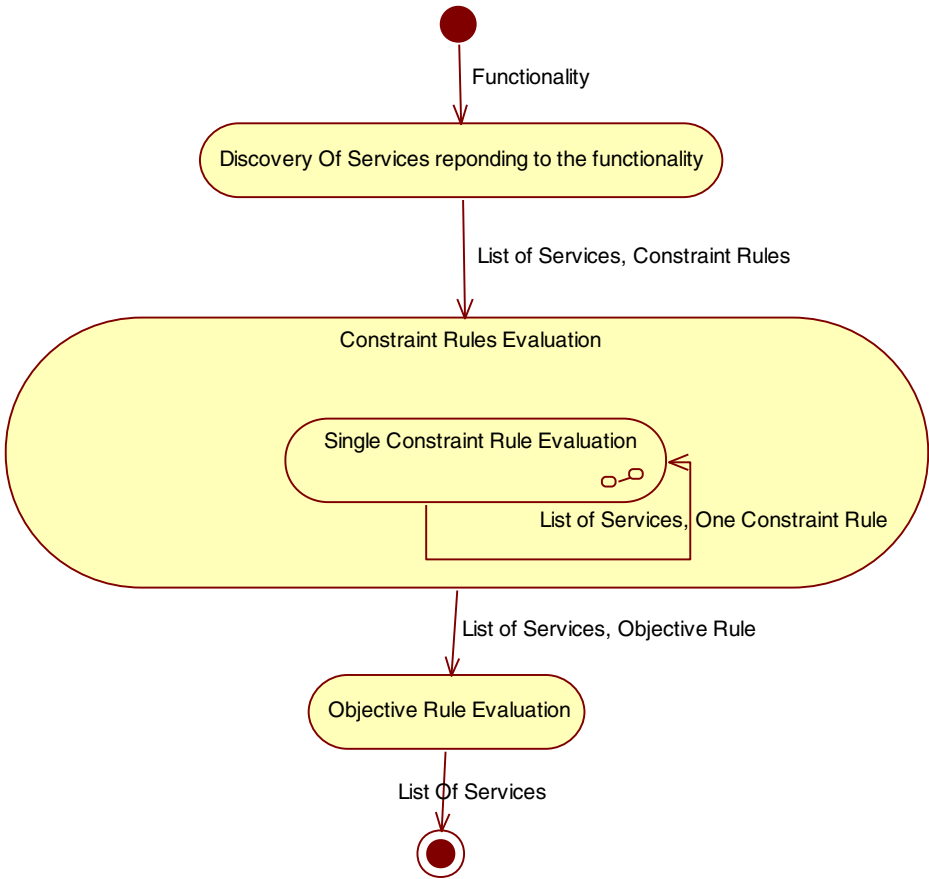 Functionality
Discovery Of Services reponding to the functionality
List of Services, Constraint Rules
Constraint Rules Evaluation
Single Constraint Rule Evaluation
List of Services, One Constraint Rule
List of Services, Objective Rule
Objective Rule Evaluation
List Of Services